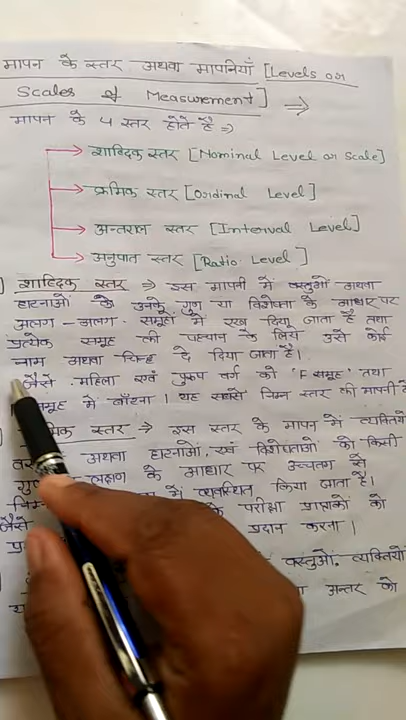 मापन के स्तर अथवा मापनियाँ [Levels or
Scales of Measurement] ⇒
मापन के 4 स्तर होते हैं ⇒
शाब्दिक स्तर [Nominal Level or Scale]
क्रमिक स्तर [Ordinal Level]
अन्तराल स्तर [Interval Level]
अनुपात स्तर [Ratio Level]
शाब्दिक स्तर ⇒ इस मापनी में वस्तुओं अथवा
घटनाओं को उनके गुण या विशेषता के आधार पर
अलग-अलग समूहों में रख दिया जाता है तथा
प्रत्येक समूह की पहचान के लिये उसे कोई
नाम अथवा चिन्ह दे दिया जाता है।
जैसे - महिला एवं पुरुष वर्ग को 'F समूह' तथा
समूह में बाँटना। यह सबसे निम्न स्तर की मापनी है
स्तर → इस स्तर के मापन में व्यक्तियों
अथवा घटनाओं एवं विशेषताओं को किसी
लक्षण के आधार पर उच्चतम से
में व्यवस्थित किया जाता है।
जैसे के परीक्षा प्राप्तांकों को
प्रदान करना।
वस्तुओं, व्यक्तियों
अन्तर को